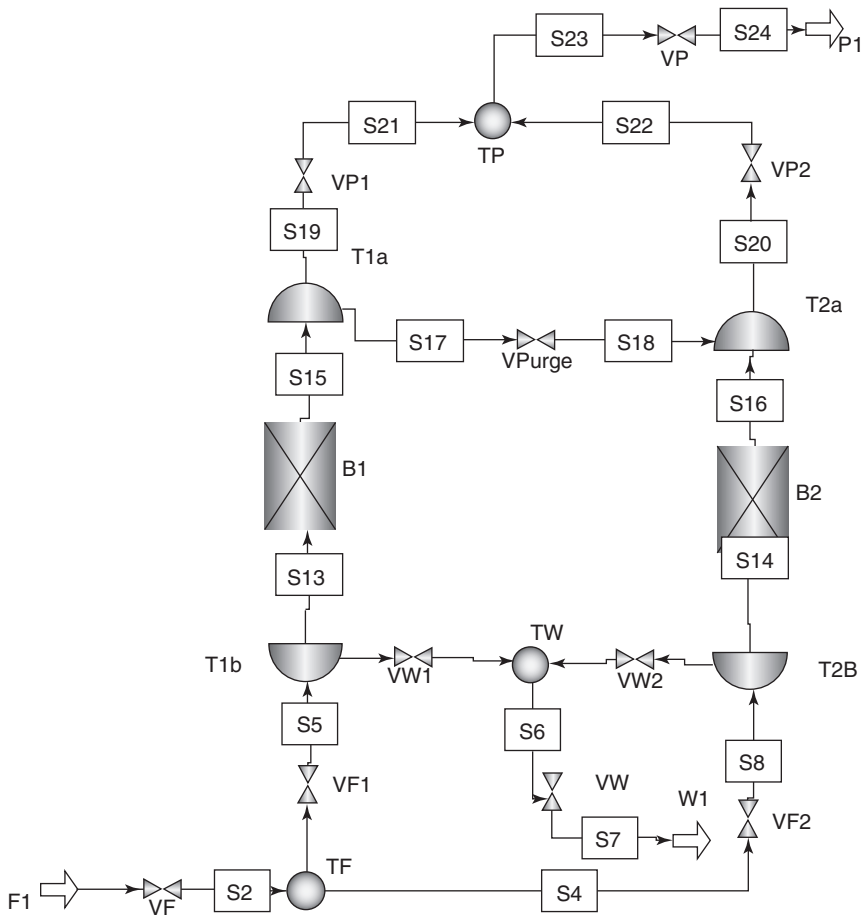 S23
VP
S24
P1
S21
TP
S22
VP1
VP2
S19
S20
T1a
T2a
S17
VPurge
S18
S15
S16
B1
B2
S13
S14
T1b
VW1
TW
VW2
T2B
S5
S6
S8
VF1
VW
W1
VF2
S7
TF
F1
VF
S2
S4